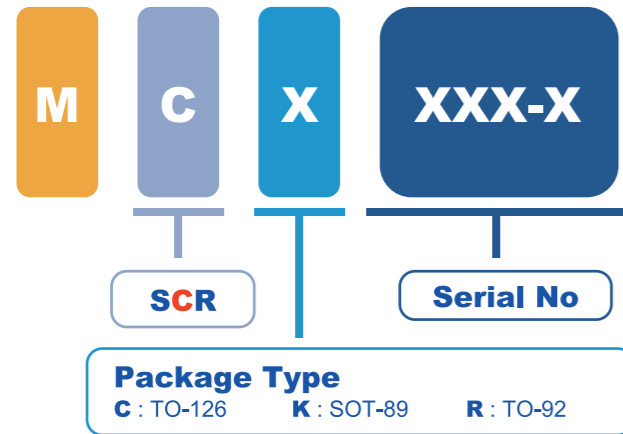 M C X XXX-X
SCR Serial No
Package Type
C : TO-126 K : SOT-89 R : TO-92